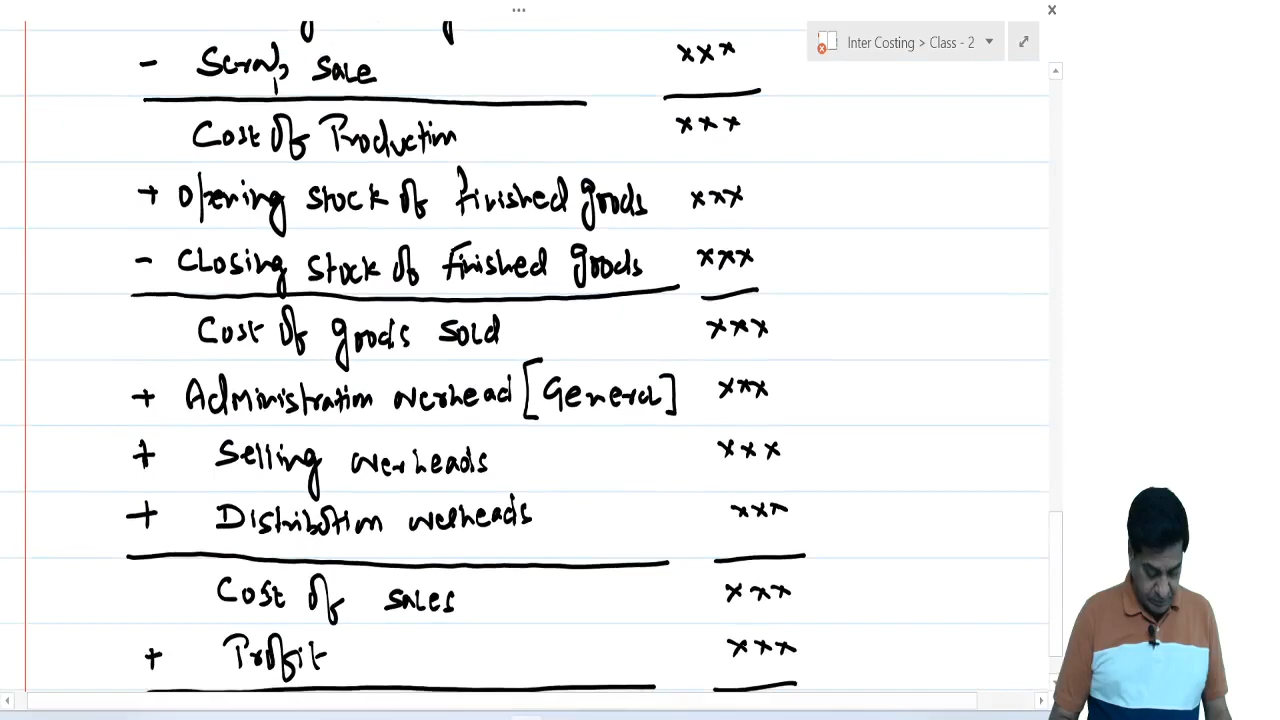 ...
Inter Costing > Class - 2
- Scrap sale xxx
Cost of Production xxx
+ Opening stock of finished goods xxx
- Closing stock of finished goods xxx
Cost of goods sold xxx
+ Administration overhead [General] xxx
+ Selling overheads xxx
+ Distribution overheads xxx
Cost of sales xxx
+ Profit xxx